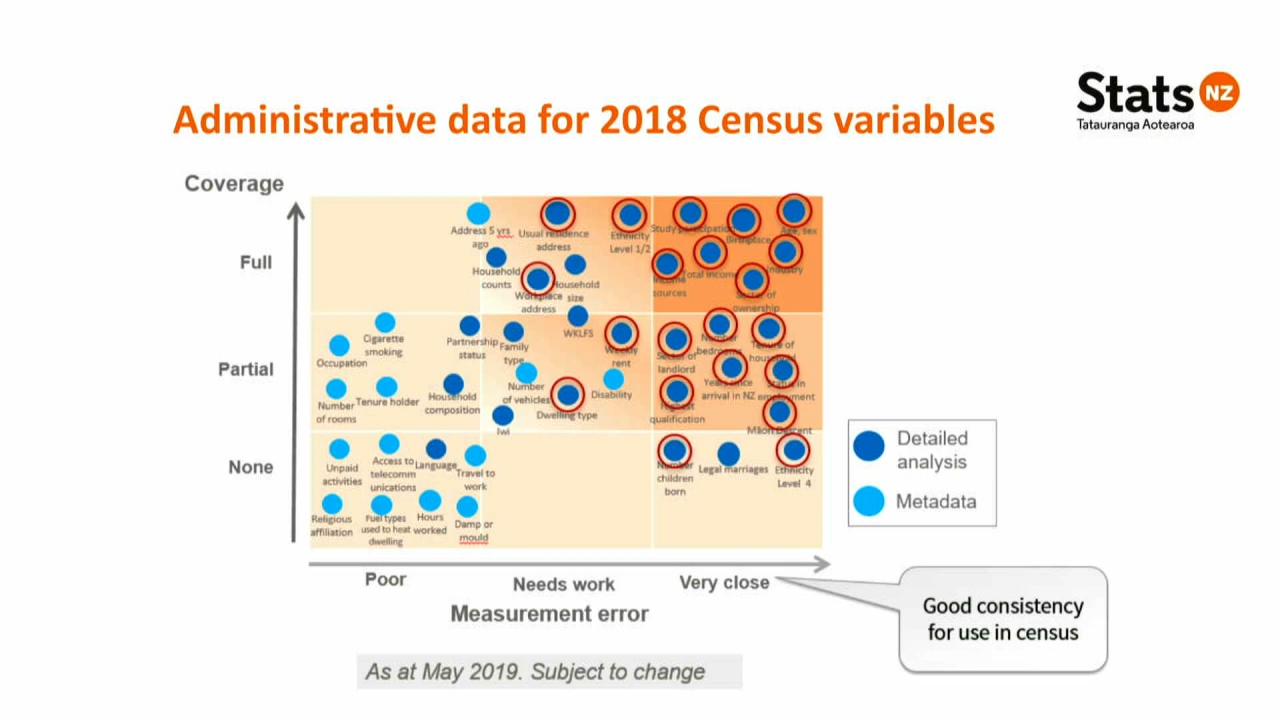 Stats NZ
Tatauranga Aotearoa
Administrative data for 2018 Census variables
Coverage
Full
Partial
None
Address 5 yrs
ago
Usual residence
address
Ethnicity
Level 1/2
Study participation
Birthplace
Age, sex
Household
counts
Workplace
address
Household
size
Income
sources
Total income
Industry
Sector of
ownership
Occupation
Cigarette
smoking
Partnership
status
Family
type
WKLFS
Weekly
rent
Sector of
landlord
Number
bedrooms
Tenure of
household
Number
of rooms
Tenure holder
Household
composition
Number
of vehicles
Dwelling type
Disability
Iwi
Highest
qualification
Years since
arrival in NZ
Status in
employment
Māori Descent
Unpaid
activities
Access to
telecomm
unications
Language
Travel to
work
Number
children
born
Legal marriages
Ethnicity
Level 4
Religious
affiliation
Fuel types
used to heat
dwelling
Hours
worked
Damp or
mould
Poor
Needs work
Very close
Measurement error
Detailed
analysis
Metadata
Good consistency
for use in census
As at May 2019. Subject to change